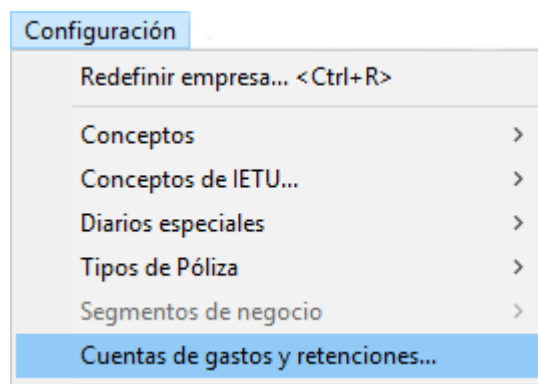 Configuración
Redefinir empresa... <Ctrl+R>
Conceptos
Conceptos de IETU...
Diarios especiales
Tipos de Póliza
Segmentos de negocio
Cuentas de gastos y retenciones...